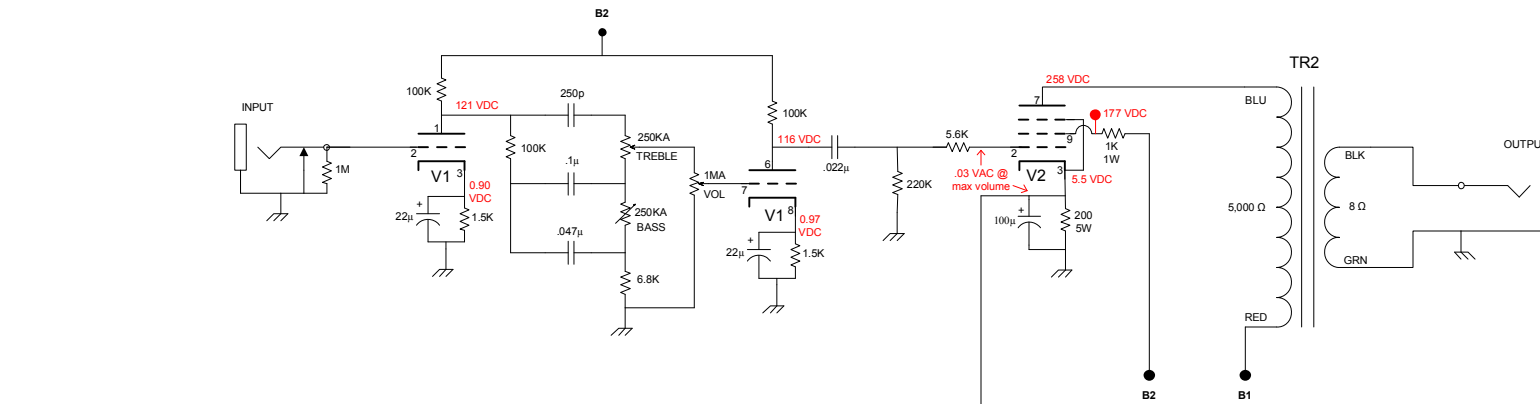 B2
TR2
INPUT
1M
100K
121 VDC
1
2
3
V1
0.90
VDC
22µ
+
1.5K
250p
100K
.1µ
.047µ
250KA
TREBLE
250KA
BASS
6.8K
1MA
VOL
100K
116 VDC
6
7
8
V1
0.97
VDC
22µ
+
1.5K
.022µ
220K
5.6K
.03 VAC @
max volume
258 VDC
7
2
9
3
V2
177 VDC
1K
1W
5.5 VDC
100µ
+
200
5W
BLU
5,000 Ω
RED
BLK
8 Ω
GRN
OUTPU
B2
B1